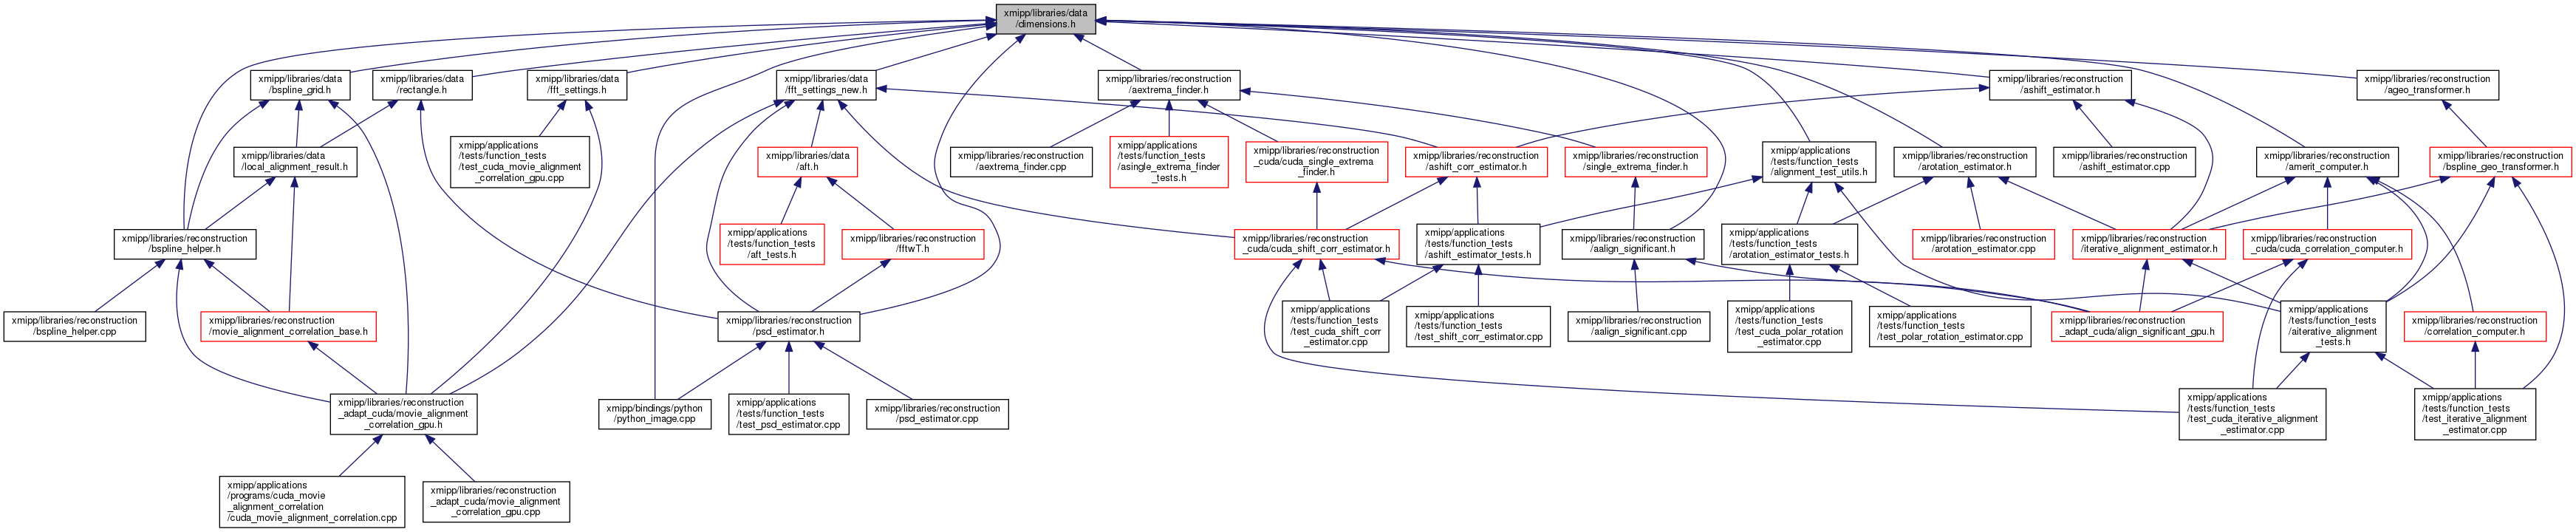 xmipp/libraries/data
/dimensions.h
xmipp/libraries/data
/bspline_grid.h
xmipp/libraries/data
/rectangle.h
xmipp/libraries/data
/fft_settings.h
xmipp/libraries/data
/fft_settings_new.h
xmipp/libraries/reconstruction
/aextrema_finder.h
xmipp/libraries/reconstruction
/ashift_estimator.h
xmipp/libraries/reconstruction
/ageo_transformer.h
xmipp/libraries/data
/local_alignment_result.h
xmipp/applications
/tests/function_tests
/test_cuda_movie_alignment
_correlation_gpu.cpp
xmipp/libraries/data
/aft.h
xmipp/libraries/reconstruction
/aextrema_finder.cpp
xmipp/applications
/tests/function_tests
/asingle_extrema_finder
_tests.h
xmipp/libraries/reconstruction
_cuda/cuda_single_extrema
_finder.h
xmipp/libraries/reconstruction
/ashift_corr_estimator.h
xmipp/libraries/reconstruction
/single_extrema_finder.h
xmipp/applications
/tests/function_tests
/alignment_test_utils.h
xmipp/libraries/reconstruction
/arotation_estimator.h
xmipp/libraries/reconstruction
/ashift_estimator.cpp
xmipp/libraries/reconstruction
/amerit_computer.h
xmipp/libraries/reconstruction
/bspline_geo_transformer.h
xmipp/libraries/reconstruction
/bspline_helper.h
xmipp/applications
/tests/function_tests
/aft_tests.h
xmipp/libraries/reconstruction
/fftwT.h
xmipp/libraries/reconstruction
_cuda/cuda_shift_corr_estimator.h
xmipp/applications
/tests/function_tests
/ashift_estimator_tests.h
xmipp/libraries/reconstruction
/aalign_significant.h
xmipp/applications
/tests/function_tests
/arotation_estimator_tests.h
xmipp/libraries/reconstruction
/arotation_estimator.cpp
xmipp/libraries/reconstruction
/iterative_alignment_estimator.h
xmipp/libraries/reconstruction
_cuda/cuda_correlation_computer.h
xmipp/libraries/reconstruction
/bspline_helper.cpp
xmipp/libraries/reconstruction
/movie_alignment_correlation_base.h
xmipp/libraries/reconstruction
/psd_estimator.h
xmipp/applications
/tests/function_tests
/test_cuda_shift_corr
_estimator.cpp
xmipp/applications
/tests/function_tests
/test_shift_corr_estimator.cpp
xmipp/libraries/reconstruction
/aalign_significant.cpp
xmipp/applications
/tests/function_tests
/test_cuda_polar_rotation
_estimator.cpp
xmipp/applications
/tests/function_tests
/test_polar_rotation_estimator.cpp
xmipp/libraries/reconstruction
_adapt_cuda/align_significant_gpu.h
xmipp/applications
/tests/function_tests
/aiterative_alignment
_tests.h
xmipp/libraries/reconstruction
/correlation_computer.h
xmipp/libraries/reconstruction
_adapt_cuda/movie_alignment
_correlation_gpu.h
xmipp/bindings/python
/python_image.cpp
xmipp/applications
/tests/function_tests
/test_psd_estimator.cpp
xmipp/libraries/reconstruction
/psd_estimator.cpp
xmipp/applications
/tests/function_tests
/test_cuda_iterative_alignment
_estimator.cpp
xmipp/applications
/tests/function_tests
/test_iterative_alignment
_estimator.cpp
xmipp/applications
/programs/cuda_movie
_alignment_correlation
/cuda_movie_alignment_correlation.cpp
xmipp/libraries/reconstruction
_adapt_cuda/movie_alignment
_correlation_gpu.cpp